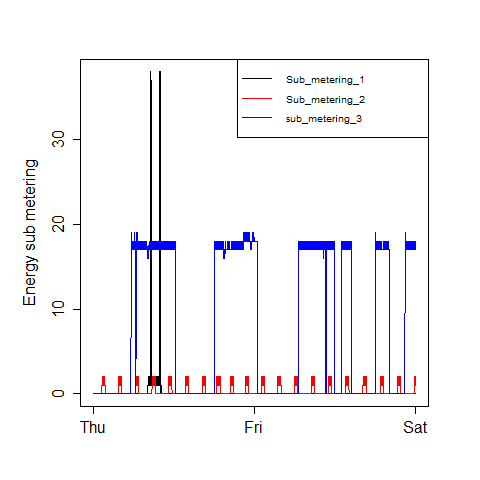 Sub_metering_1
Sub_metering_2
sub_metering_3
Energy sub metering
30
20
10
0
Thu Fri Sat